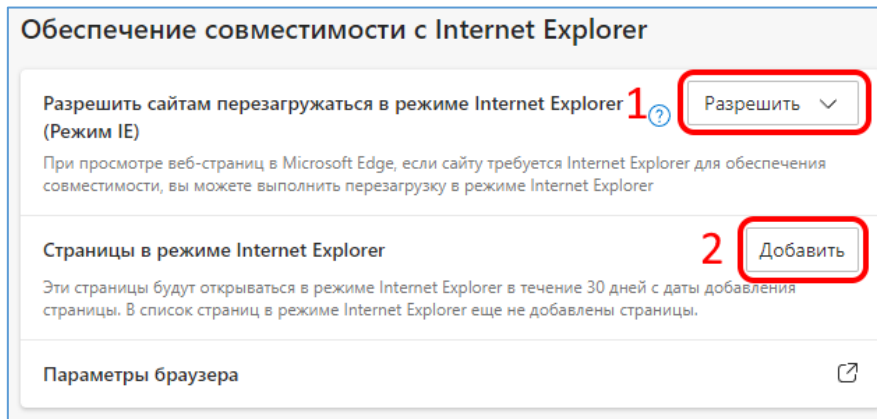 Обеспечение совместимости с Internet Explorer
Разрешить сайтам перезагружаться в режиме Internet Explorer 1 ? Разрешить
(Режим IE)
При просмотре веб-страниц в Microsoft Edge, если сайту требуется Internet Explorer для обеспечения
совместимости, вы можете выполнить перезагрузку в режиме Internet Explorer
Страницы в режиме Internet Explorer 2 Добавить
Эти страницы будут открываться в режиме Internet Explorer в течение 30 дней с даты добавления
страницы. В список страниц в режиме Internet Explorer еще не добавлены страницы.
Параметры браузера